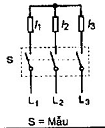 I1 I2 I3
S
L1 L2 L3
S = Mẫu